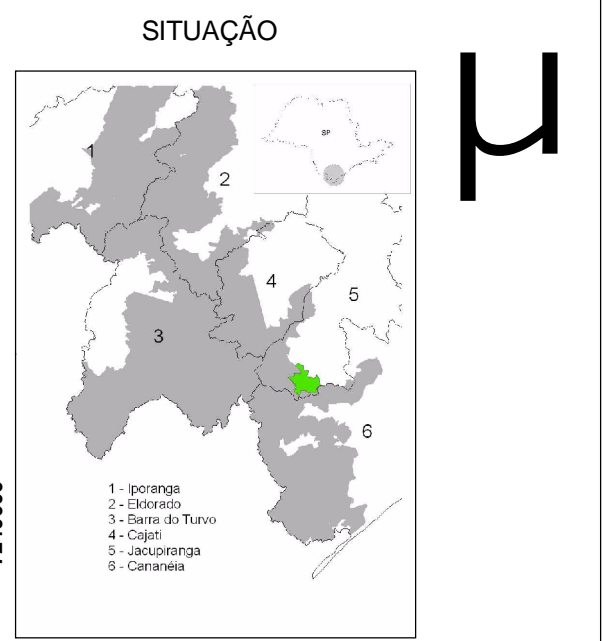 SITUAÇÃO
µ
SP
1
2
4
5
3
6
1 - Iporanga
2 - Eldorado
3 - Barra do Turvo
4 - Cajati
5 - Jacupiranga
6 - Cananéia